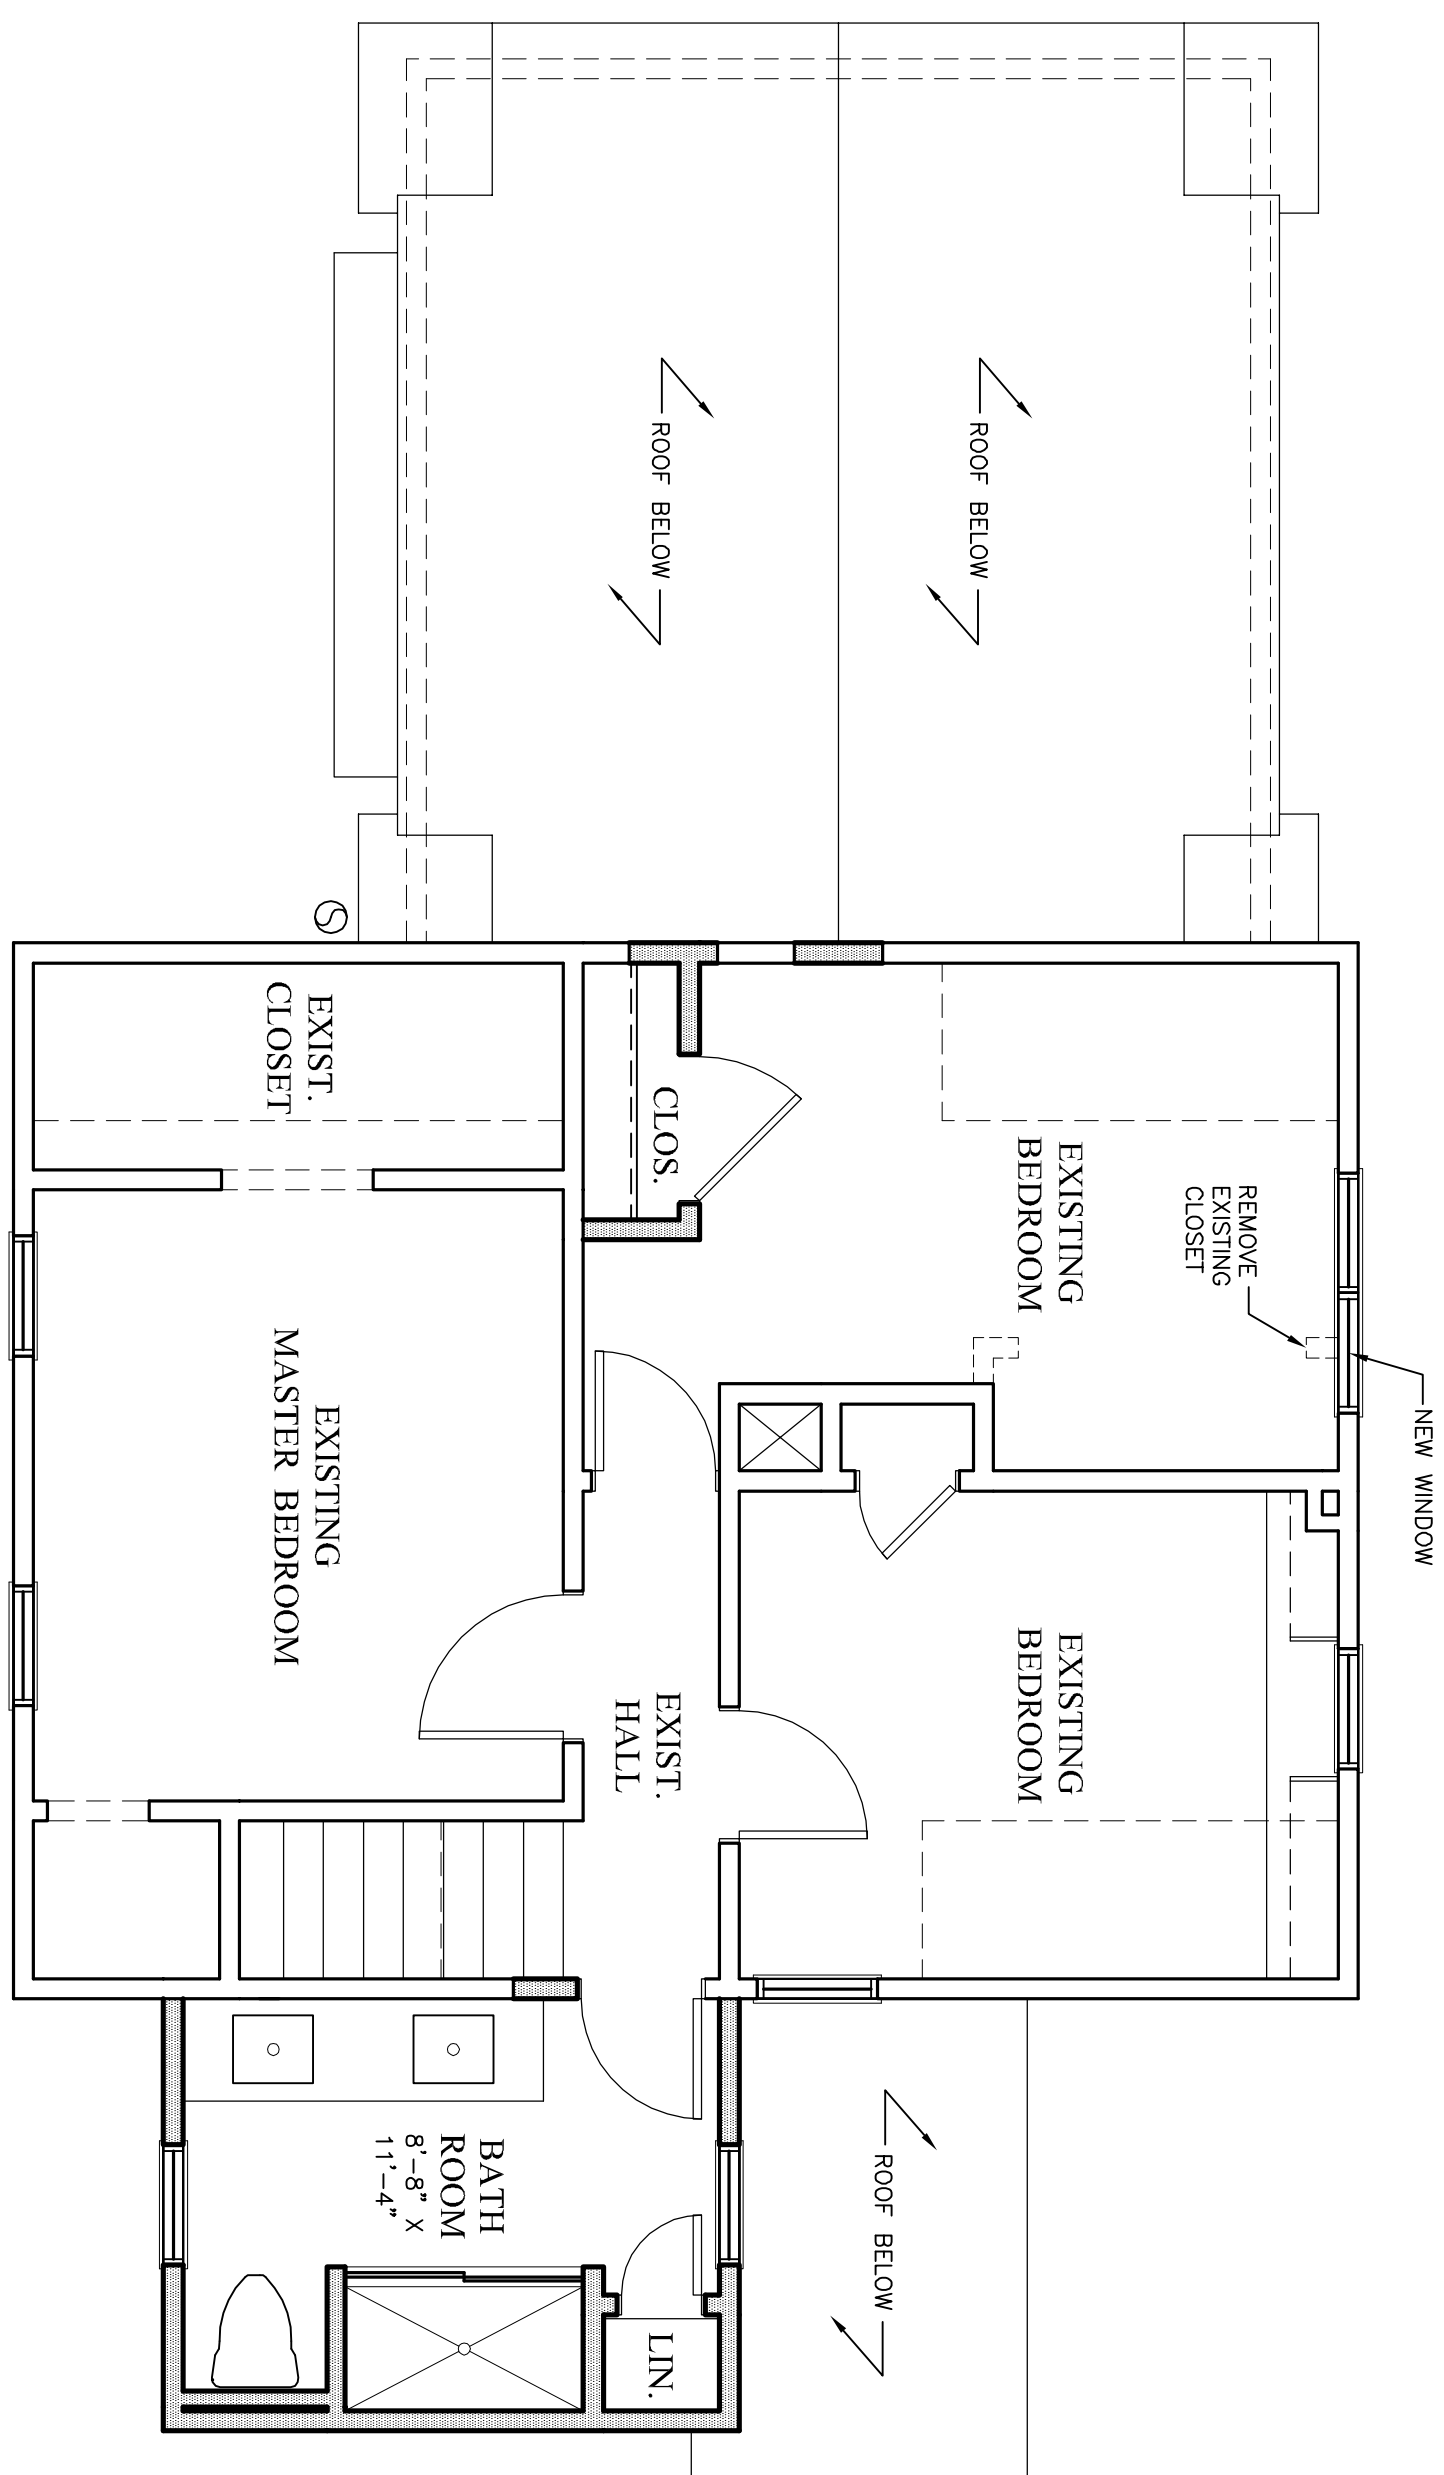 NEW WINDOW
REMOVE
EXISTING
CLOSET
EXISTING
BEDROOM
EXISTING
BEDROOM
ROOF BELOW
ROOF BELOW
ROOF BELOW
CLOS.
EXIST.
HALL
LIN.
EXIST.
CLOSET
EXISTING
MASTER BEDROOM
BATH
ROOM
8'-8" X
11'-4"